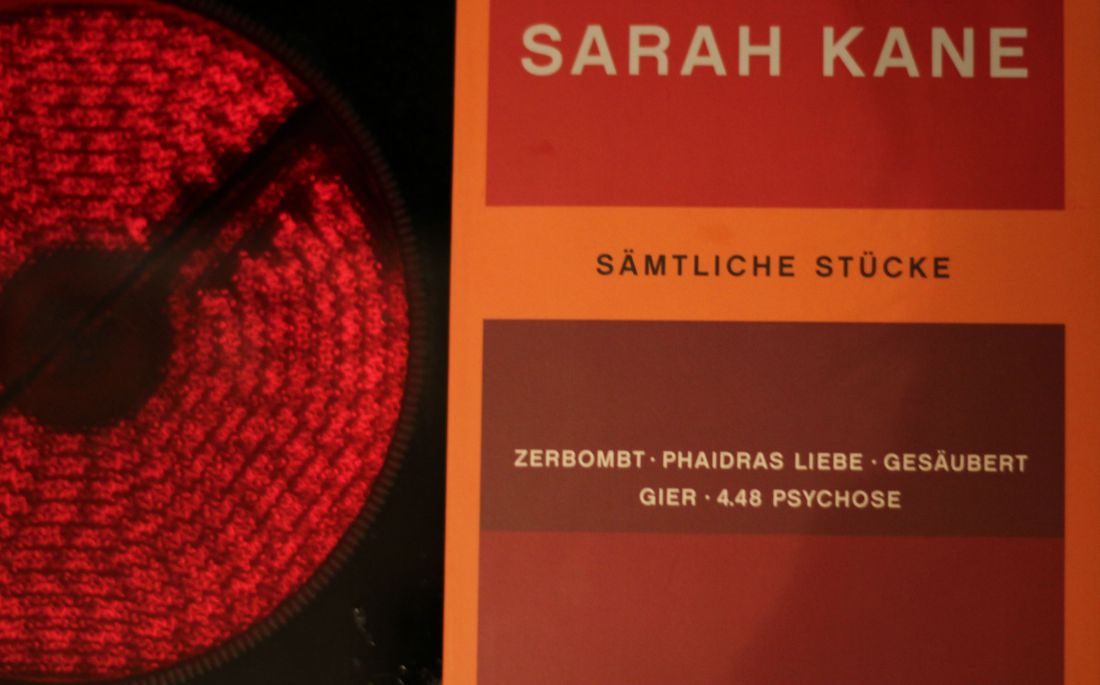 SARAH KANE
SÄMTLICHE STÜCKE
ZERBOMBT · PHAIDRAS LIEBE · GESÄUBERT
GIER · 4.48 PSYCHOSE